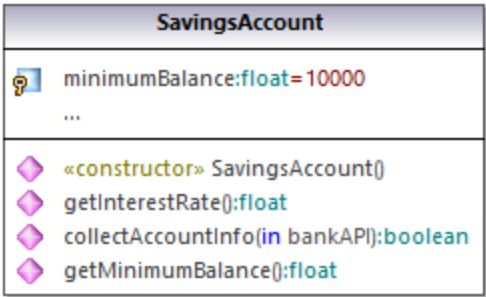 SavingsAccount
minimumBalance:float=10000
...
«constructor» SavingsAccount()
getInterestRate():float
collectAccountInfo(in bankAPI):boolean
getMinimumBalance():float